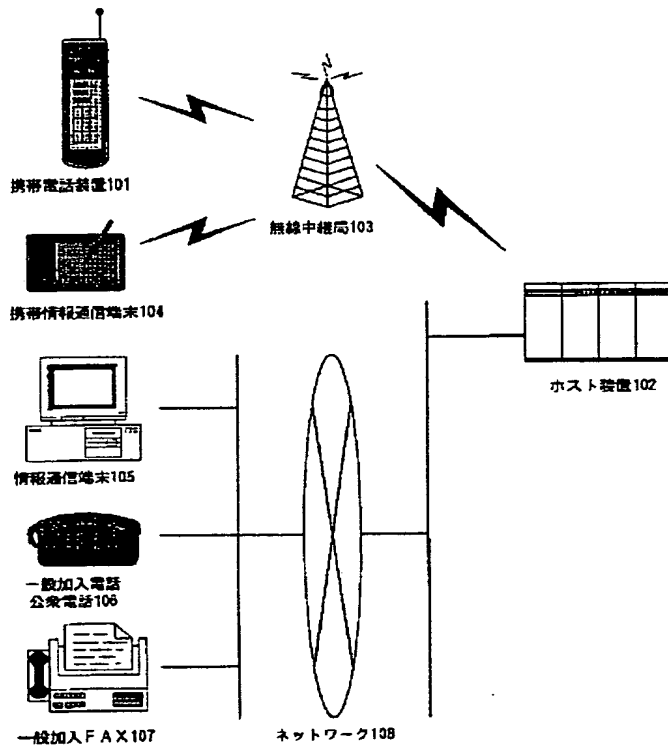 携帯電話装置101
無線中継局103
携帯情報通信端末104
ホスト装置102
情報通信端末105
一般加入電話
公衆電話106
一般加入FAX107
ネットワーク108